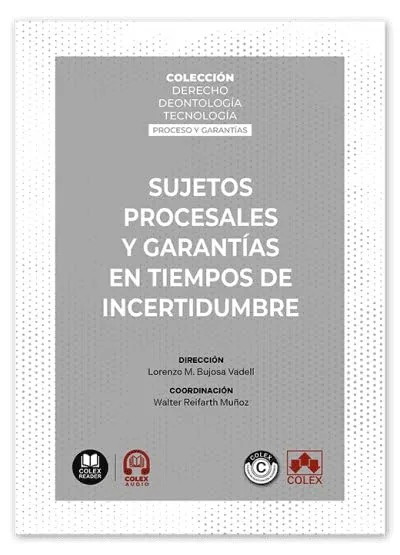 COLECCIÓN
DERECHO
DEONTOLOGÍA
TECNOLOGÍA
PROCESO Y GARANTÍAS
SUJETOS
PROCESALES
Y GARANTÍAS
EN TIEMPOS DE
INCERTIDUMBRE
DIRECCIÓN
Lorenzo M. Bujosa Vadell
COORDINACIÓN
Walter Reifarth Muñoz
COLEX
READER
COLEX
AUDIO
COLEX
C
COLEX